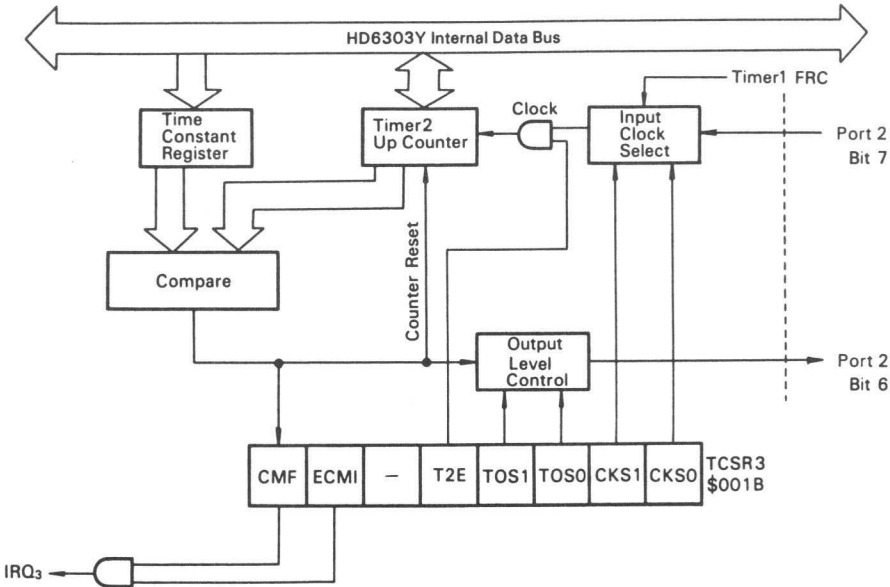 HD6303Y Internal Data Bus
Timer1 FRC
Time
Constant
Register
Timer2
Up Counter
Clock
Input
Clock
Select
Port 2
Bit 7
Compare
Counter Reset
Output
Level
Control
Port 2
Bit 6
CMF ECMI – T2E TOS1 TOS0 CKS1 CKS0
TCSR3
$001B
IRQ₃